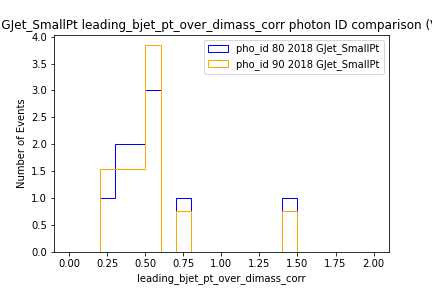 GJet_SmallPt leading_bjet_pt_over_dimass_corr photon ID comparison
pho_id 80 2018 GJet_SmallPt
pho_id 90 2018 GJet_SmallPt
Number of Events
4.0
3.5
3.0
2.5
2.0
1.5
1.0
0.5
0.0
0.00 0.25 0.50 0.75 1.00 1.25 1.50 1.75 2.00
leading_bjet_pt_over_dimass_corr